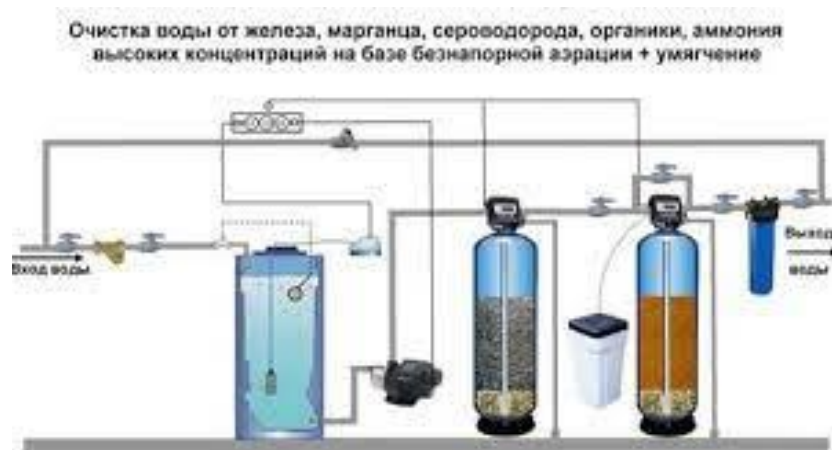 Очистка воды от железа, марганца, сероводорода, органики, аммония
высоких концентраций на базе безнапорной аэрации + умягчение
Вход воды
Выход
воды